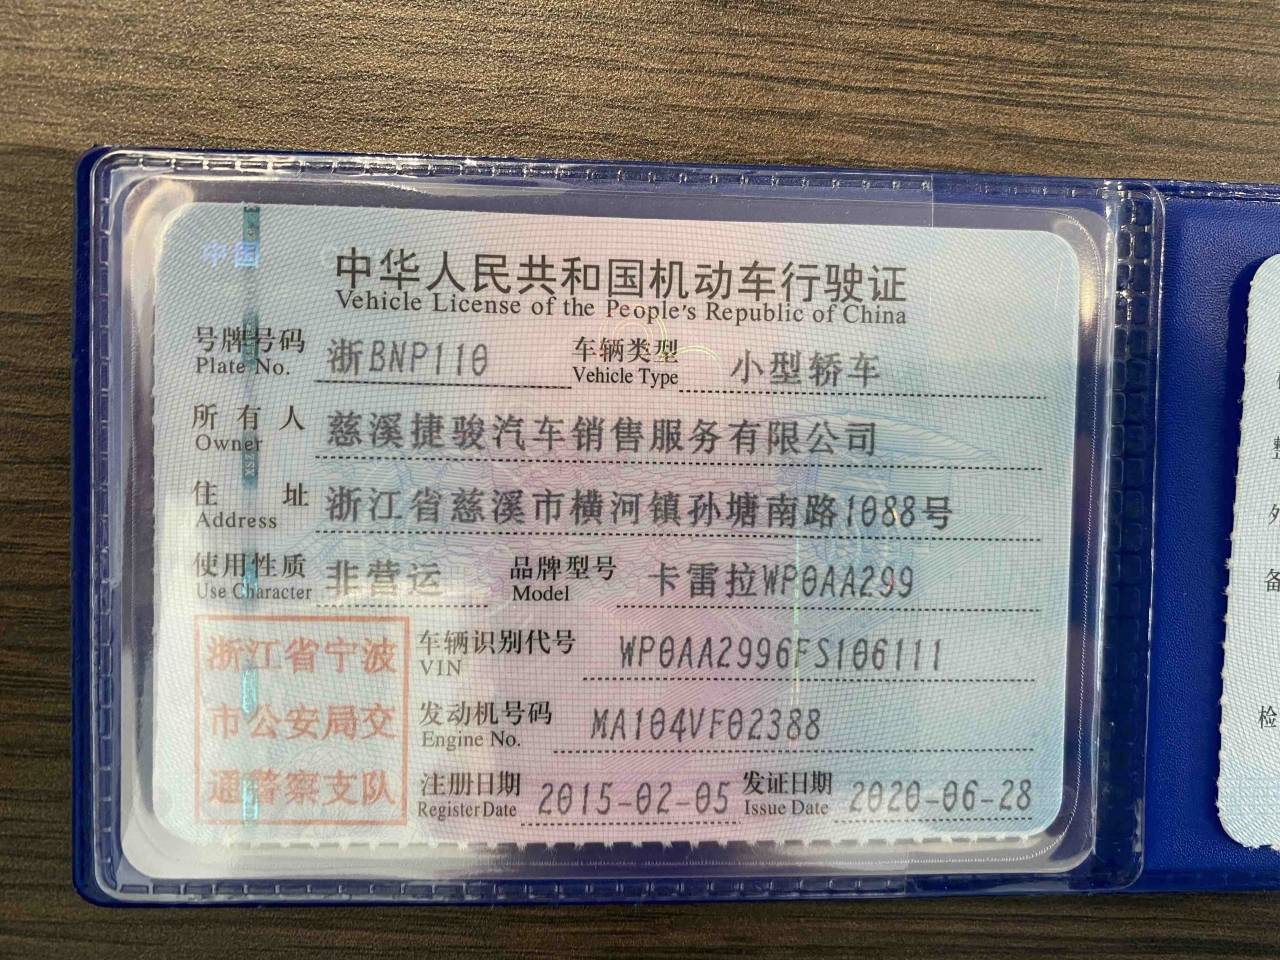 中国
中华人民共和国机动车行驶证
Vehicle License of the People's Republic of China
号牌号码 浙BNP110 车辆类型 小型轿车
Plate No. Vehicle Type
所有人 慈溪捷骏汽车销售服务有限公司
Owner
住址 浙江省慈溪市横河镇孙塘南路1088号
Address
使用性质 非营运 品牌型号 卡雷拉WP0AA299
Use Character Model
浙江省宁波
市公安局交
通警察支队
车辆识别代号 WP0AA2996FS106111
VIN
发动机号码 MA104VF02388
Engine No.
注册日期 2015-02-05 发证日期 2020-06-28
Register Date Issue Date
备
检